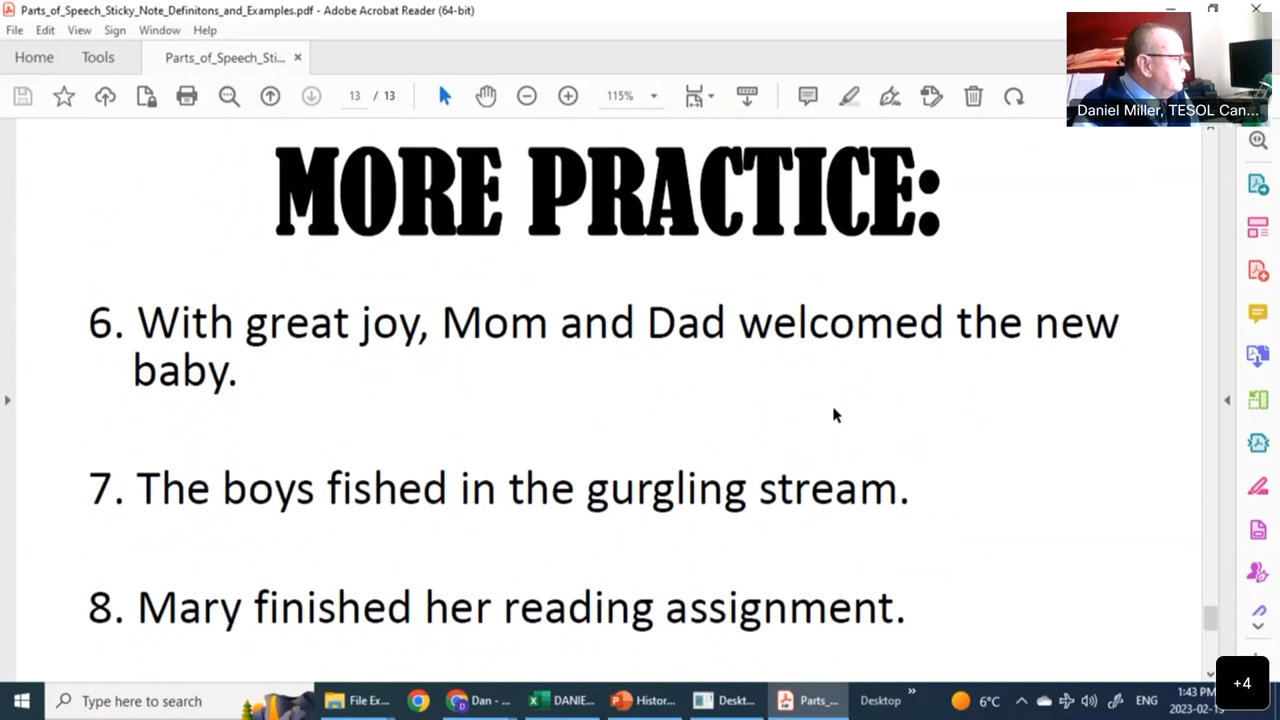 Parts_of_Speech_Sticky_Note_Definitons_and_Examples.pdf - Adobe Acrobat Reader (64-bit)
File Edit View Sign Window Help
Home Tools Parts_of_Speech_Sti...
13 / 13 115%
Daniel Miller, TESOL Can...
MORE PRACTICE:
6. With great joy, Mom and Dad welcomed the new
baby.
7. The boys fished in the gurgling stream.
8. Mary finished her reading assignment.
+4
Type here to search File Ex... Dan - ... DANIE... Histor... Deskt... Parts_... Desktop 6°C ENG 1:43 PM